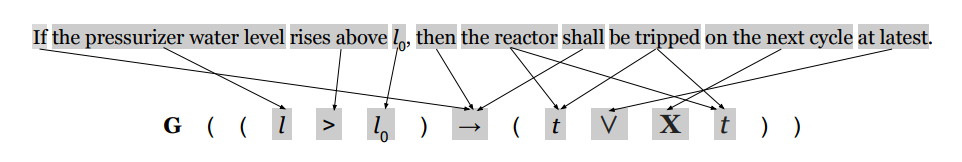 If the pressurizer water level rises above l₀, then the reactor shall be tripped on the next cycle at latest.
G ( ( l > l₀ ) → ( t ∨ X t ) )